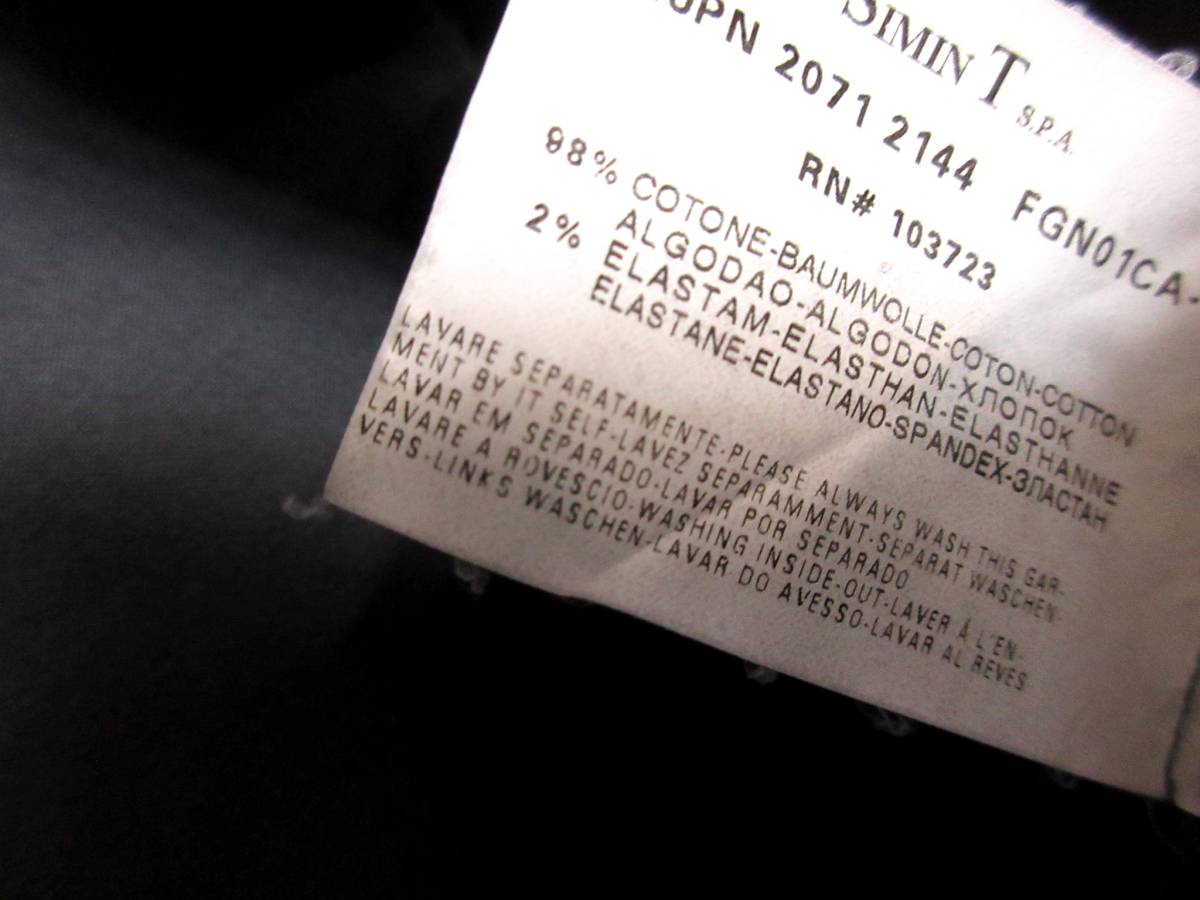 SIMIN T S.P.A.
2071 2144 FGN01CA-
RN# 103723
98% COTONE-BAUMWOLLE-COTON-COTTON
ALGODAO-ALGODON-ХЛОПОК
2% ELASTAM-ELASTHAN-ELASTHANNE
ELASTANE-ELASTANO-SPANDEX-ЗЛАСТАН
LAVARE SEPARATAMENTE-PLEASE ALWAYS WASH THIS GAR-
MENT BY IT SELF-LAVEZ SEPARAMMENT-SEPARAT WASCHEN-
LAVAR EM SEPARADO-LAVAR POR SEPARADO
LAVARE A ROVESCIO-WASHING INSIDE-OUT-LAVER Á L'EN-
VERS-LINKS WASCHEN-LAVAR DO AVESSO-LAVAR AL REVES